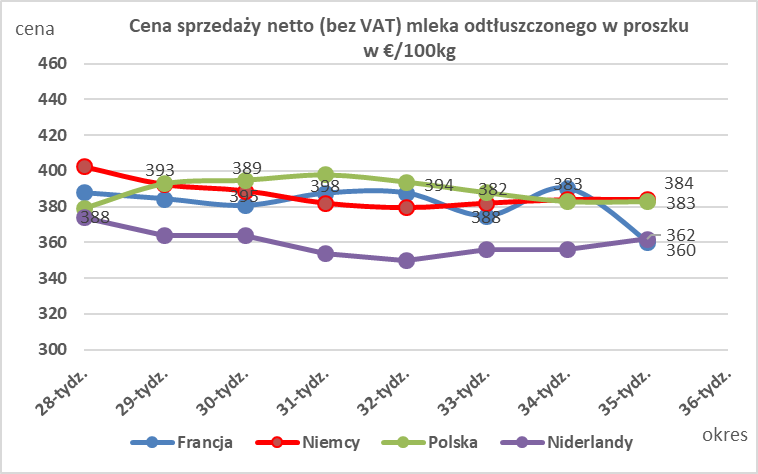 cena
Cena sprzedaży netto (bez VAT) mleka odtłuszczonego w proszku
w €/100kg
460
440
420
400
380
360
340
320
300
393
389
398
394
382
383
384
383
388
388
362
360
28-tydz.
29-tydz.
30-tydz.
31-tydz.
32-tydz.
33-tydz.
34-tydz.
35-tydz.
36-tydz.
okres
Francja
Niemcy
Polska
Niderlandy